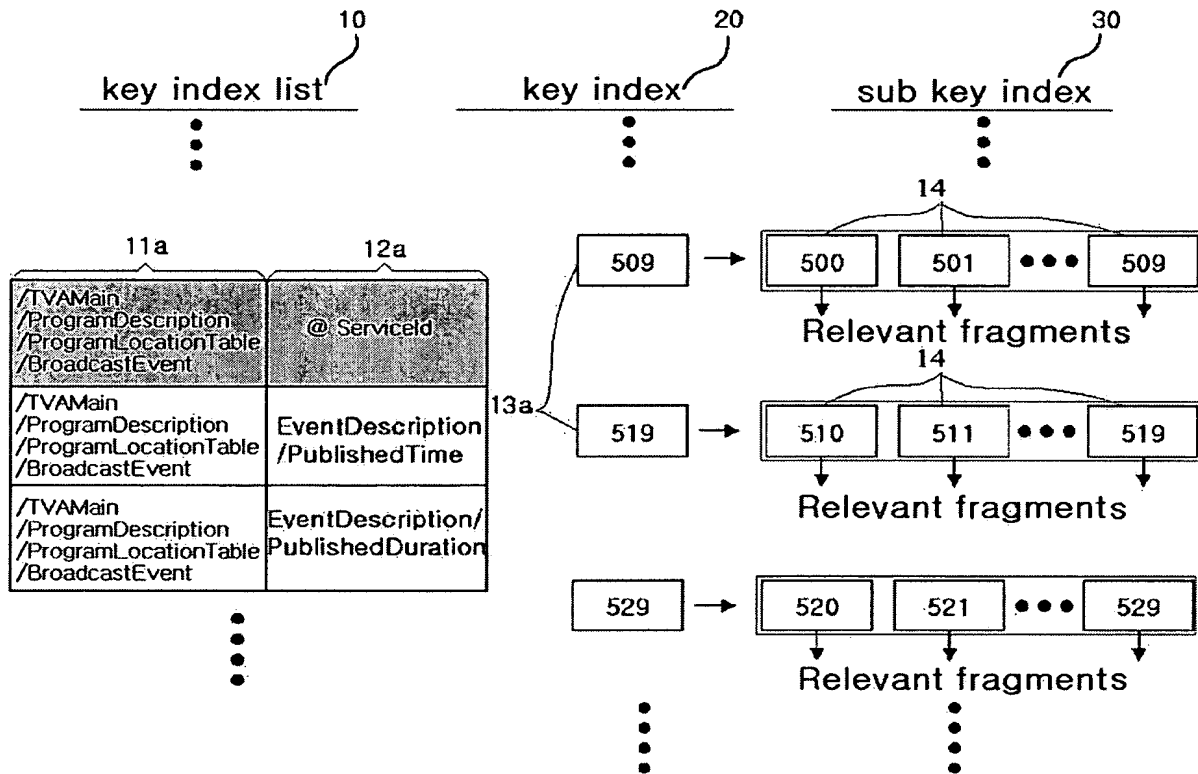 10
20
30
key index list
key index
sub key index
11a
12a
/TVAMain
/ProgramDescription
/ProgramLocationTable
/BroadcastEvent
@ ServiceId
/TVAMain
/ProgramDescription
/ProgramLocationTable
/BroadcastEvent
EventDescription
/PublishedTime
/TVAMain
/ProgramDescription
/ProgramLocationTable
/BroadcastEvent
EventDescription/
PublishedDuration
13a
14
509
500
501
509
Relevant fragments
14
519
510
511
519
Relevant fragments
529
520
521
529
Relevant fragments